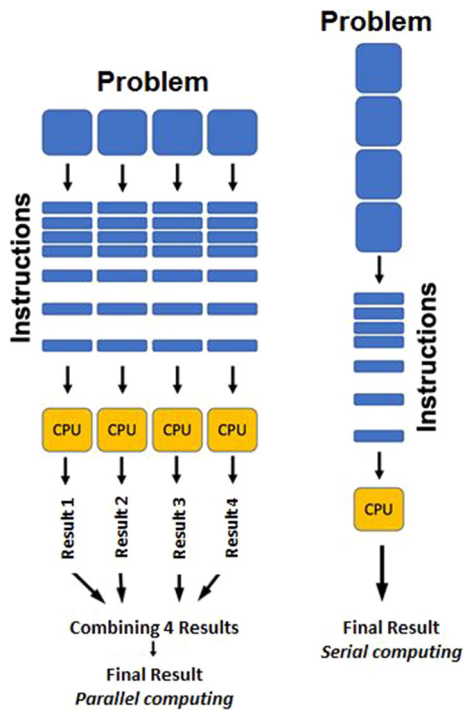 Problem
Instructions
CPU CPU CPU CPU
Result 1 Result 2 Result 3 Result 4
Combining 4 Results
Final Result
Parallel computing
Problem
Instructions
CPU
Final Result
Serial computing